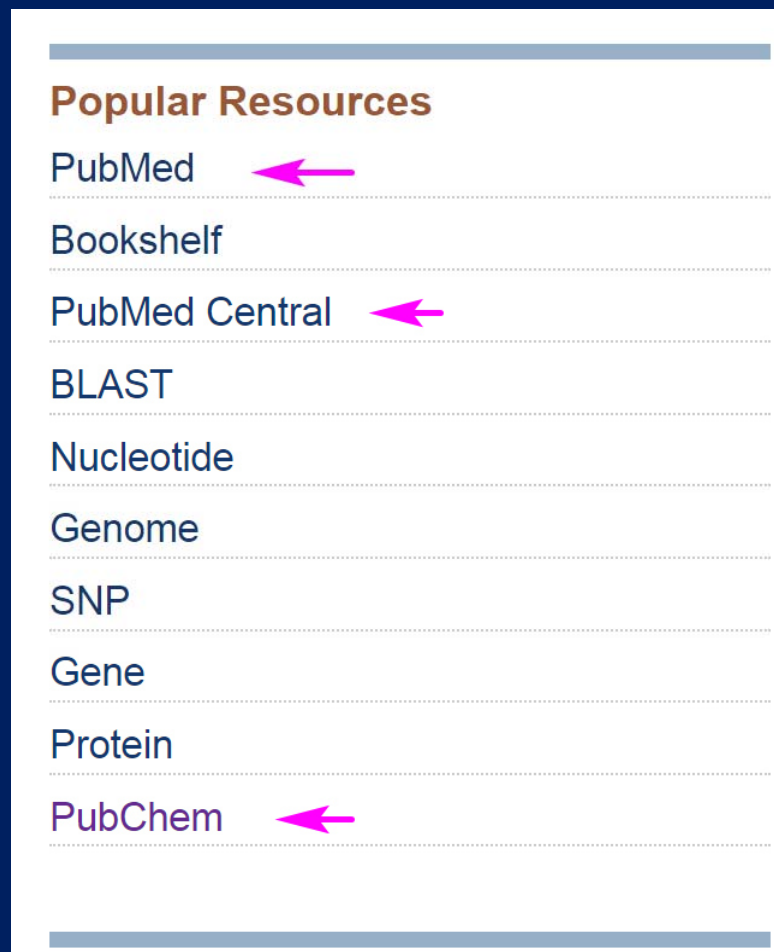 Popular Resources
PubMed
Bookshelf
PubMed Central
BLAST
Nucleotide
Genome
SNP
Gene
Protein
PubChem